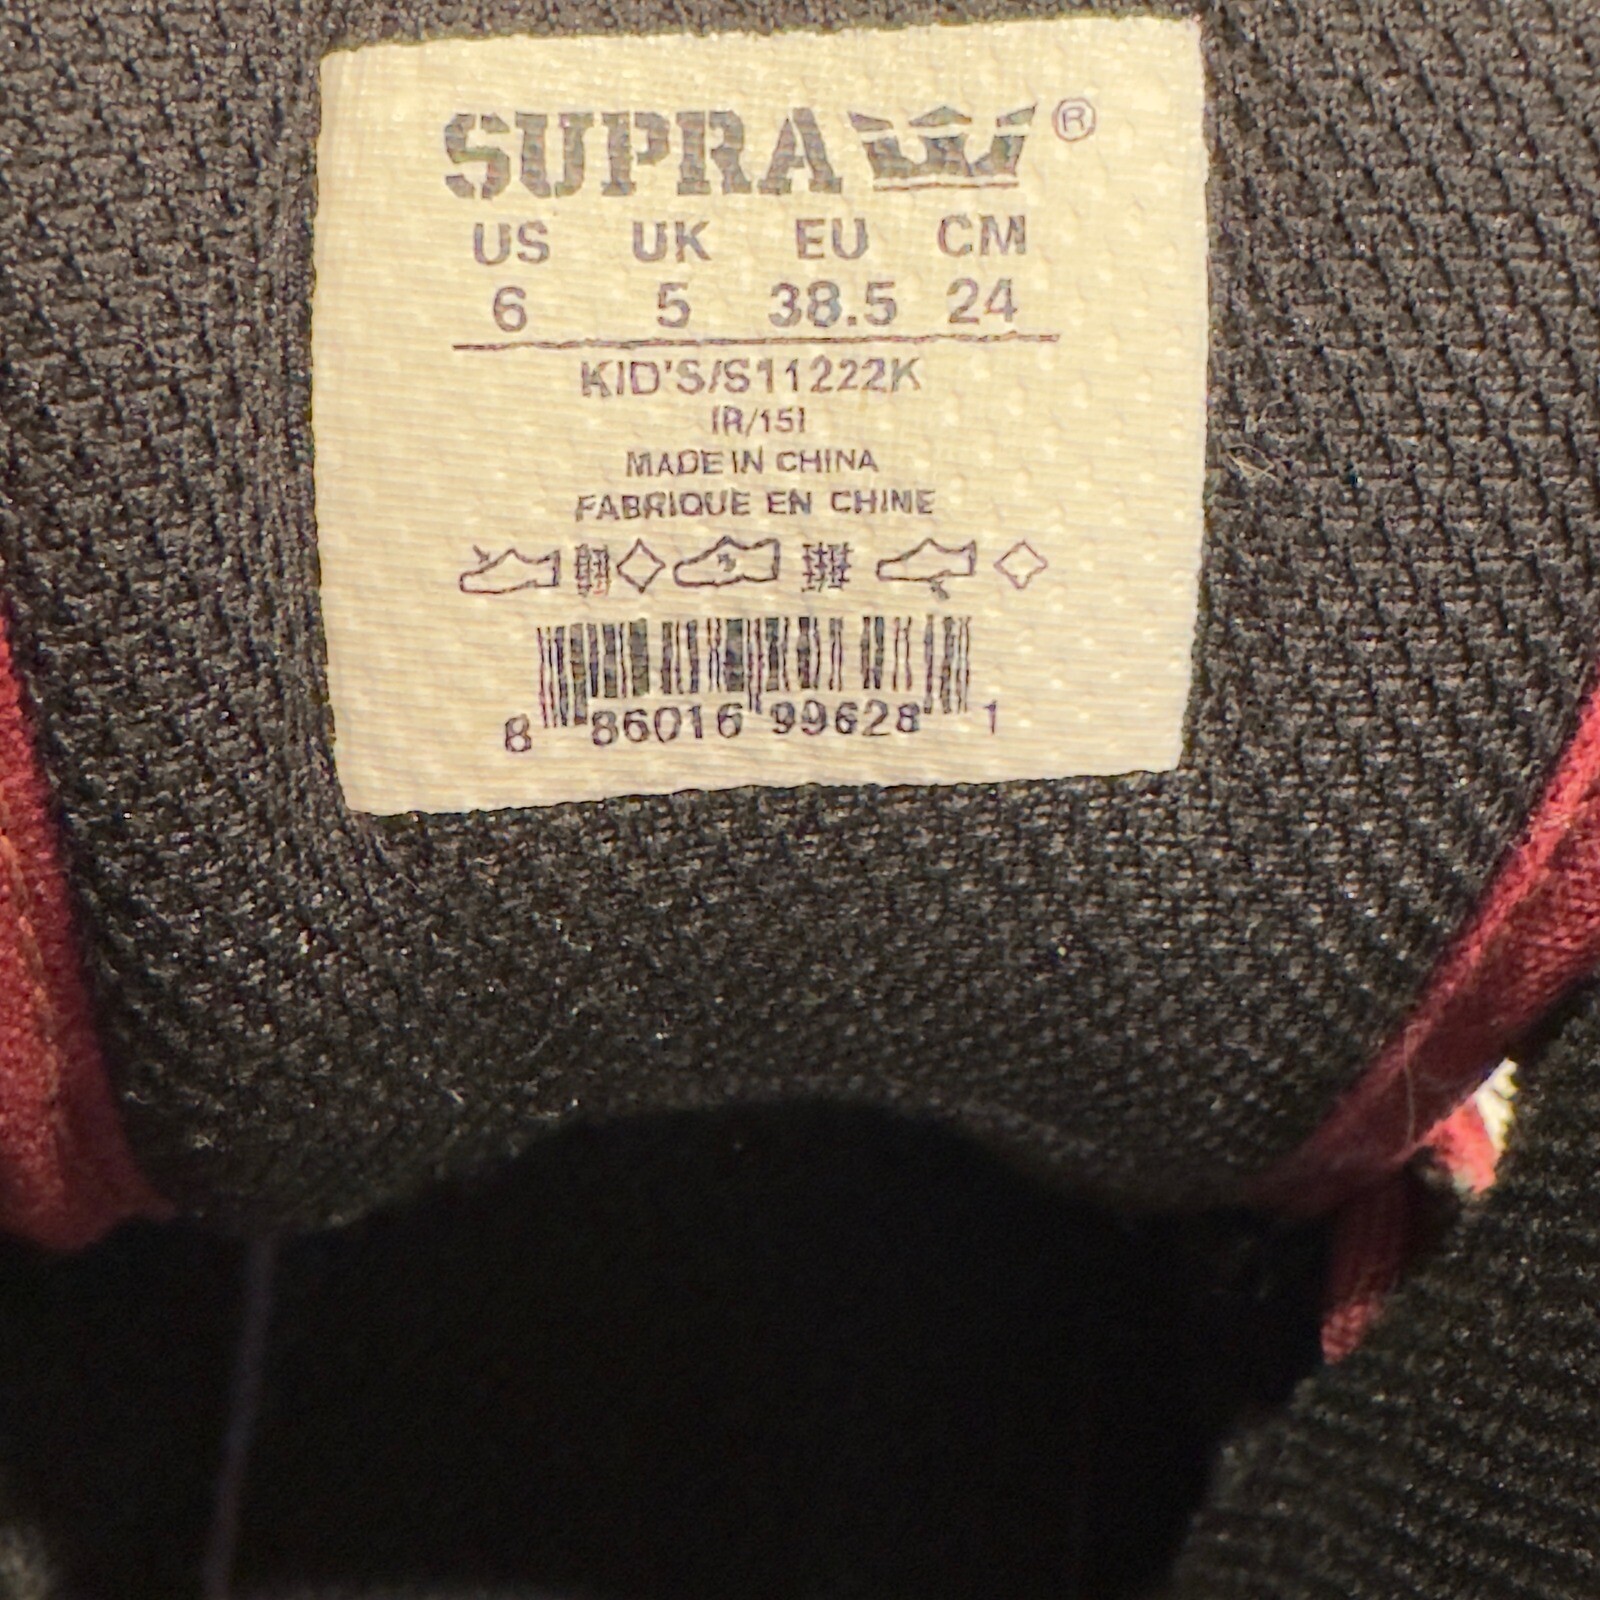 SUPRA ®
US UK EU CM
6 5 38.5 24
KID'S/S11222K
(R/15)
MADE IN CHINA
FABRIQUE EN CHINE
8 86016 99628 1